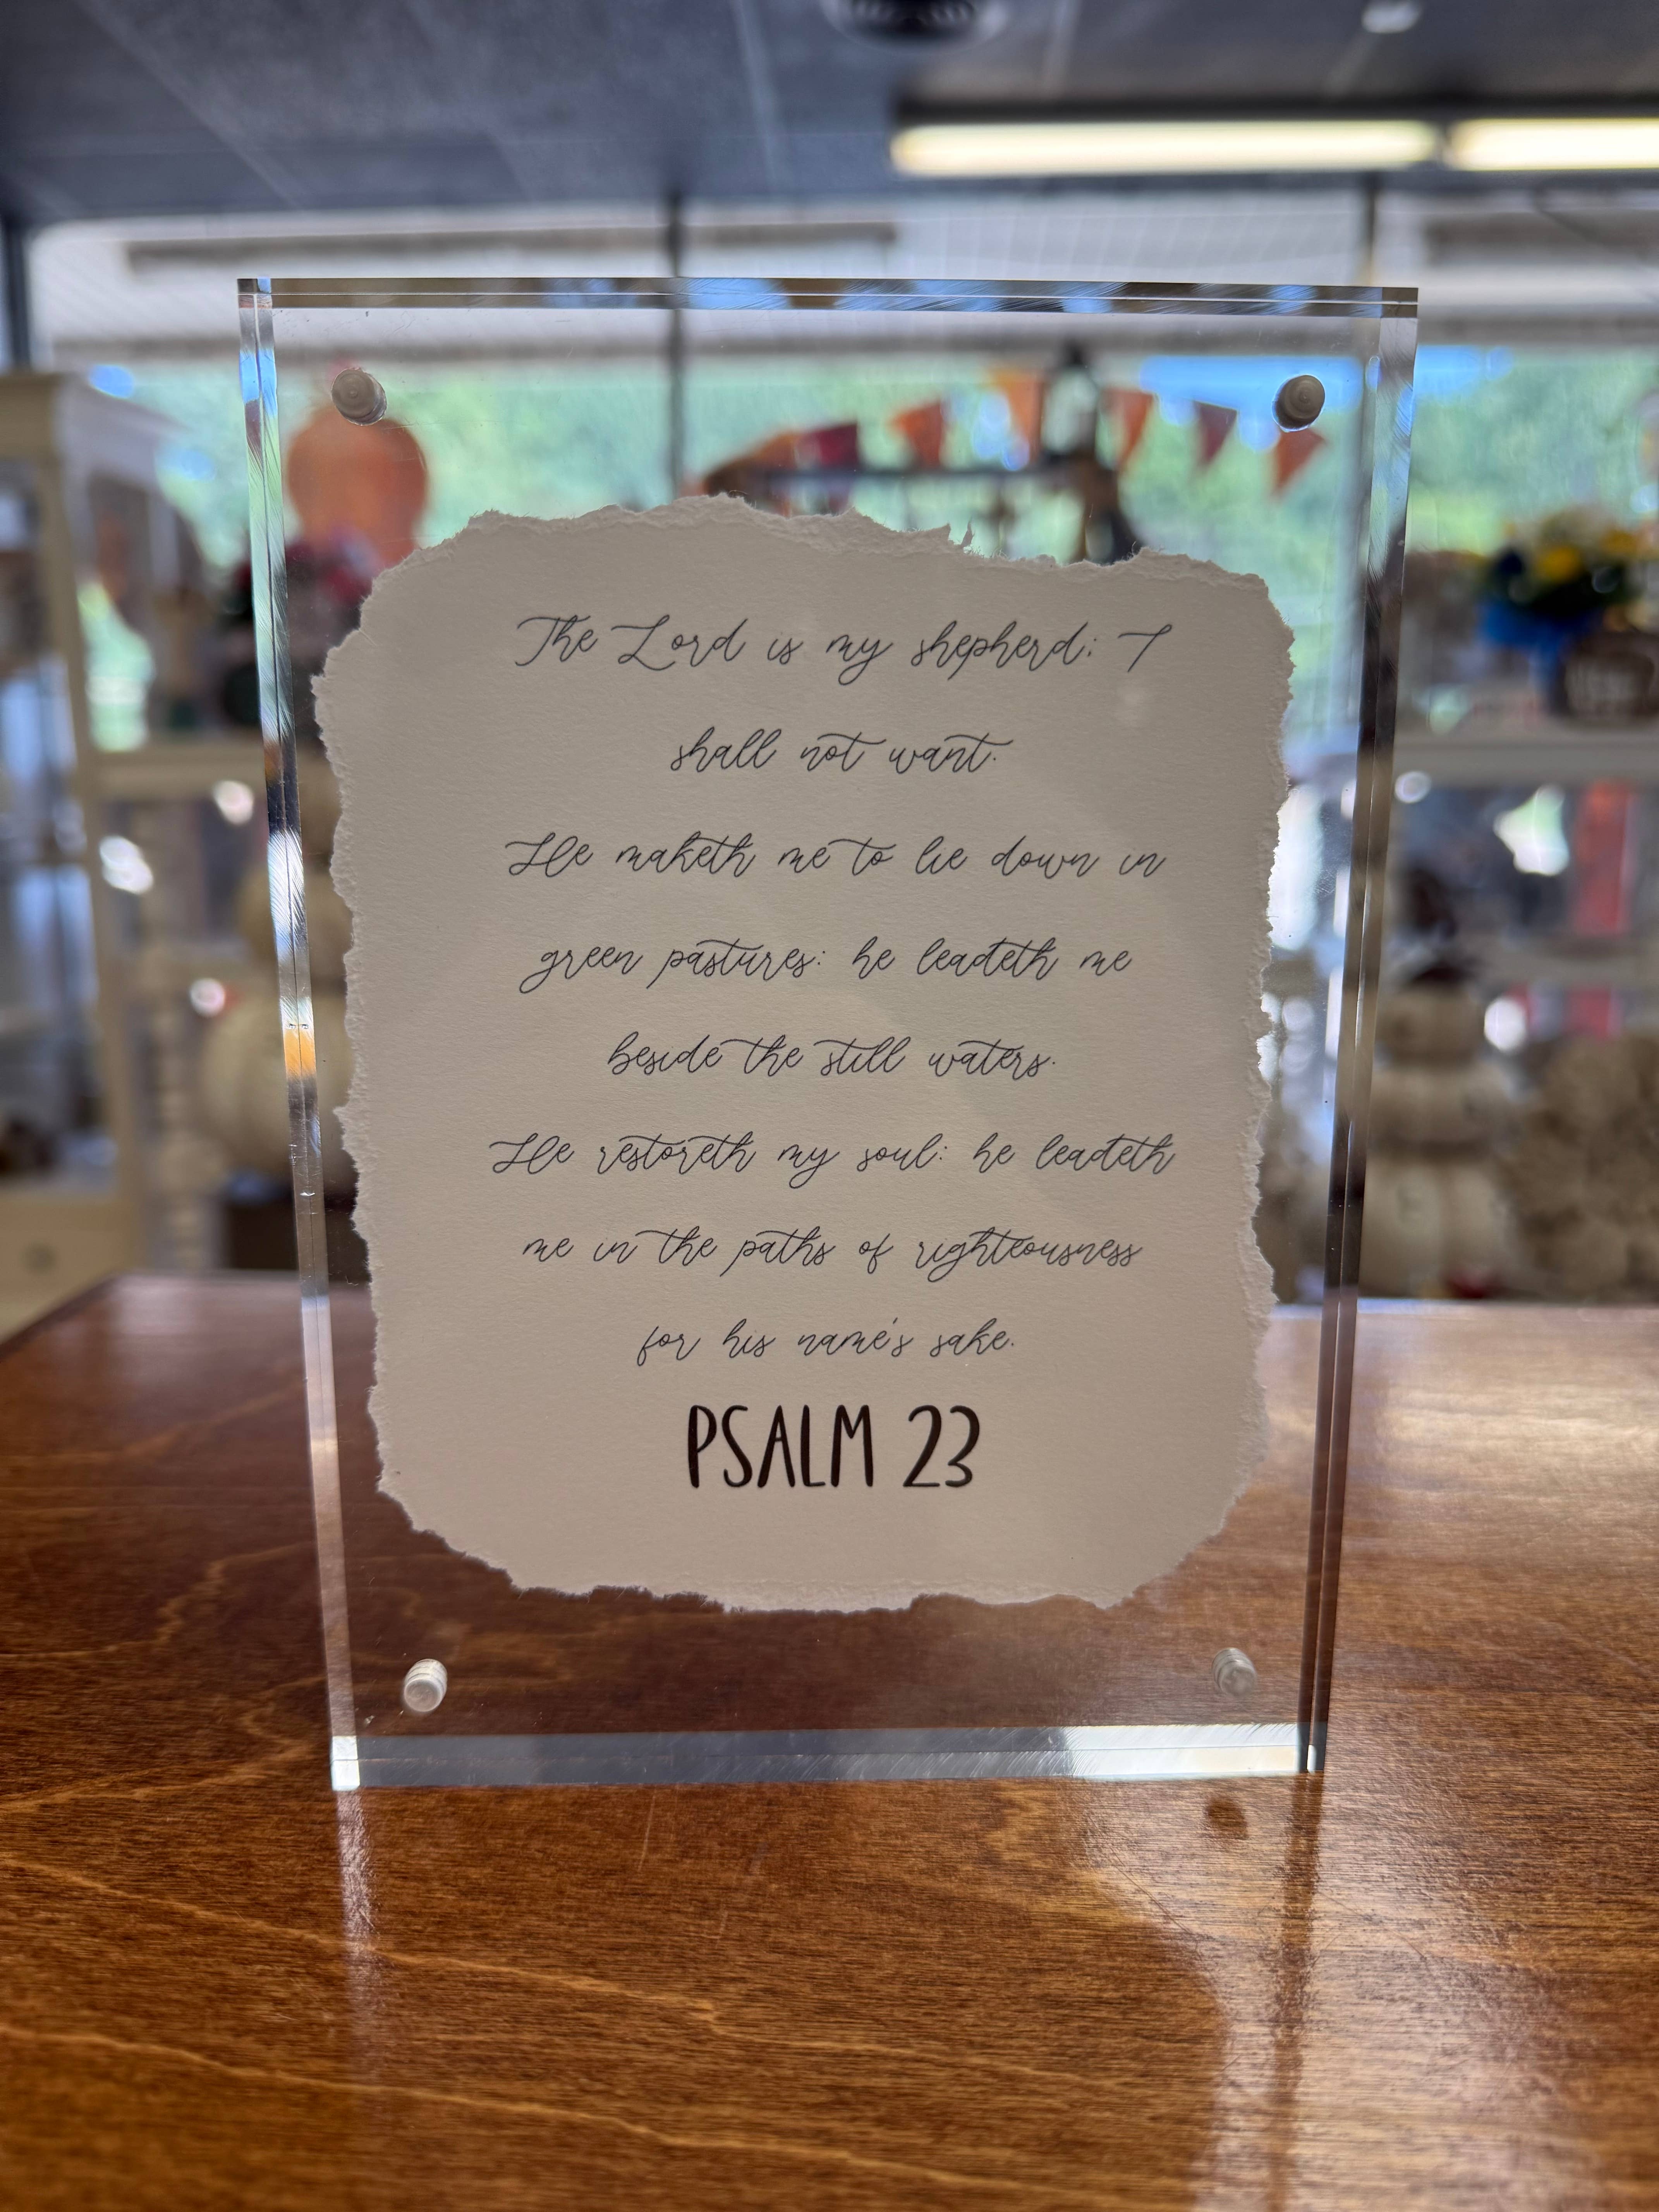 The Lord is my shepherd; I
shall not want.
He maketh me to lie down in
green pastures: he leadeth me
beside the still waters.
He restoreth my soul: he leadeth
me in the paths of righteousness
for his name's sake.
PSALM 23